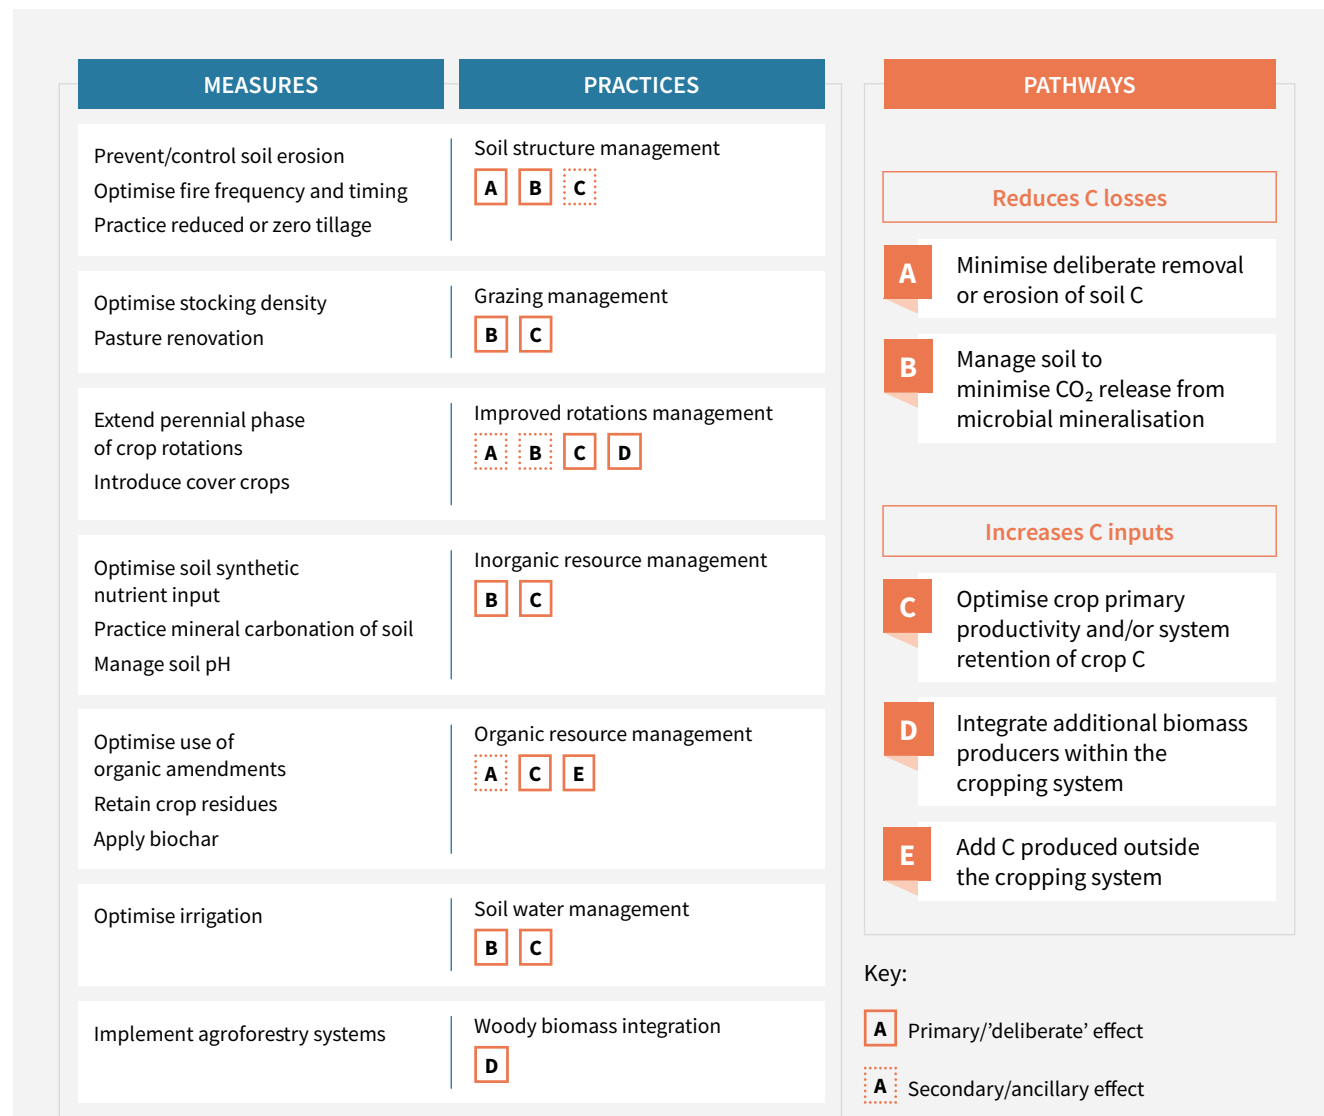 MEASURES
PRACTICES
Prevent/control soil erosion
Optimise fire frequency and timing
Practice reduced or zero tillage
Soil structure management
A B C
Optimise stocking density
Pasture renovation
Grazing management
B C
Extend perennial phase
of crop rotations
Introduce cover crops
Improved rotations management
A B C D
Optimise soil synthetic
nutrient input
Practice mineral carbonation of soil
Manage soil pH
Inorganic resource management
B C
Optimise use of
organic amendments
Retain crop residues
Apply biochar
Organic resource management
A C E
Optimise irrigation
Soil water management
B C
Implement agroforestry systems
Woody biomass integration
D
PATHWAYS
Reduces C losses
A
Minimise deliberate removal
or erosion of soil C
B
Manage soil to
minimise CO₂ release from
microbial mineralisation
Increases C inputs
C
Optimise crop primary
productivity and/or system
retention of crop C
D
Integrate additional biomass
producers within the
cropping system
E
Add C produced outside
the cropping system
Key:
A Primary/’deliberate’ effect
A Secondary/ancillary effect